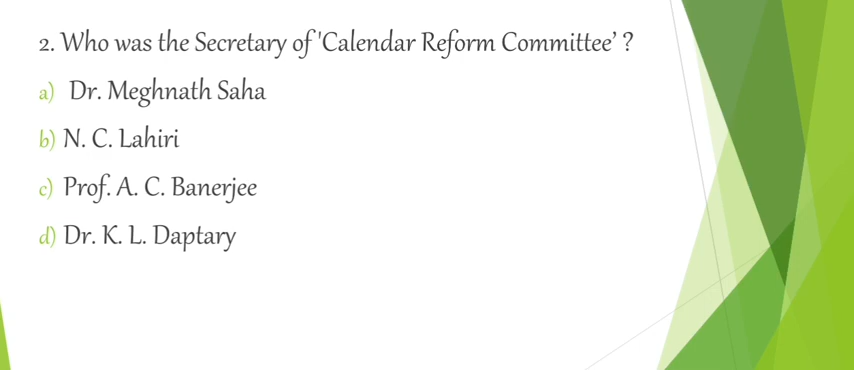 2. Who was the Secretary of 'Calendar Reform Committee' ?
a) Dr. Meghnath Saha
b) N. C. Lahiri
c) Prof. A. C. Banerjee
d) Dr. K. L. Daptary